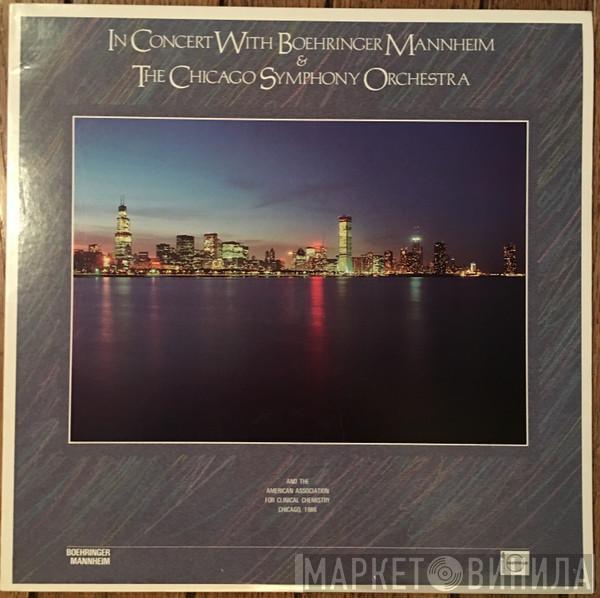 IN CONCERT WITH BOEHRINGER MANNHEIM
&
THE CHICAGO SYMPHONY ORCHESTRA
AND THE
AMERICAN ASSOCIATION
FOR CLINICAL CHEMISTRY
CHICAGO, 1986
BOEHRINGER
MANNHEIM
МАРКЕТ ВИНИЛА